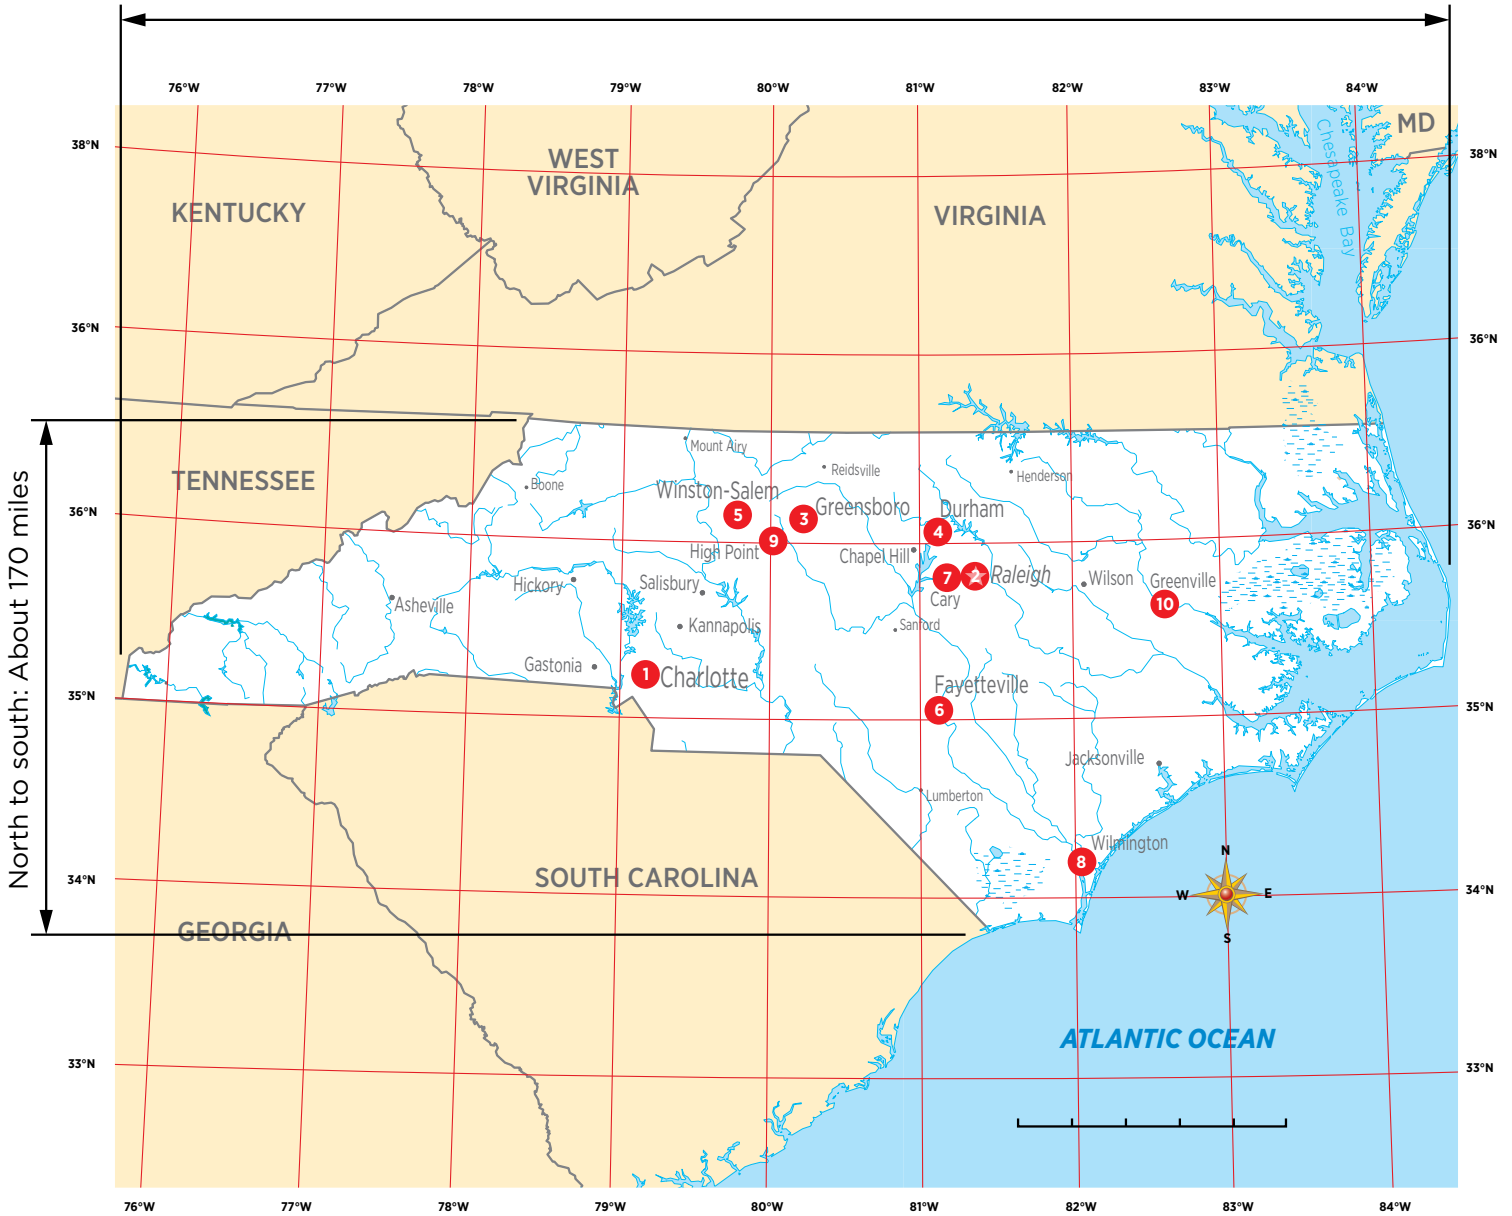 76°W 77°W 78°W 79°W 80°W 81°W 82°W 83°W 84°W
MD
38°N
38°N
Chesapeake Bay
WEST
VIRGINIA
KENTUCKY
VIRGINIA
36°N
36°N
Mount Airy
Reidsville
Henderson
TENNESSEE
Boone
Winston-Salem
Greensboro
Durham
36°N
5
3
4
36°N
9
High Point
Chapel Hill
Hickory
Salisbury
7
2
Raleigh
Wilson
Greenville
Cary
10
Asheville
Kannapolis
Sanford
Gastonia
1
Charlotte
Fayetteville
6
35°N
35°N
North to south: About 170 miles
Jacksonville
Lumberton
Wilmington
8
N
W
E
S
SOUTH CAROLINA
34°N
34°N
GEORGIA
ATLANTIC OCEAN
33°N
33°N
76°W 77°W 78°W 79°W 80°W 81°W 82°W 83°W 84°W